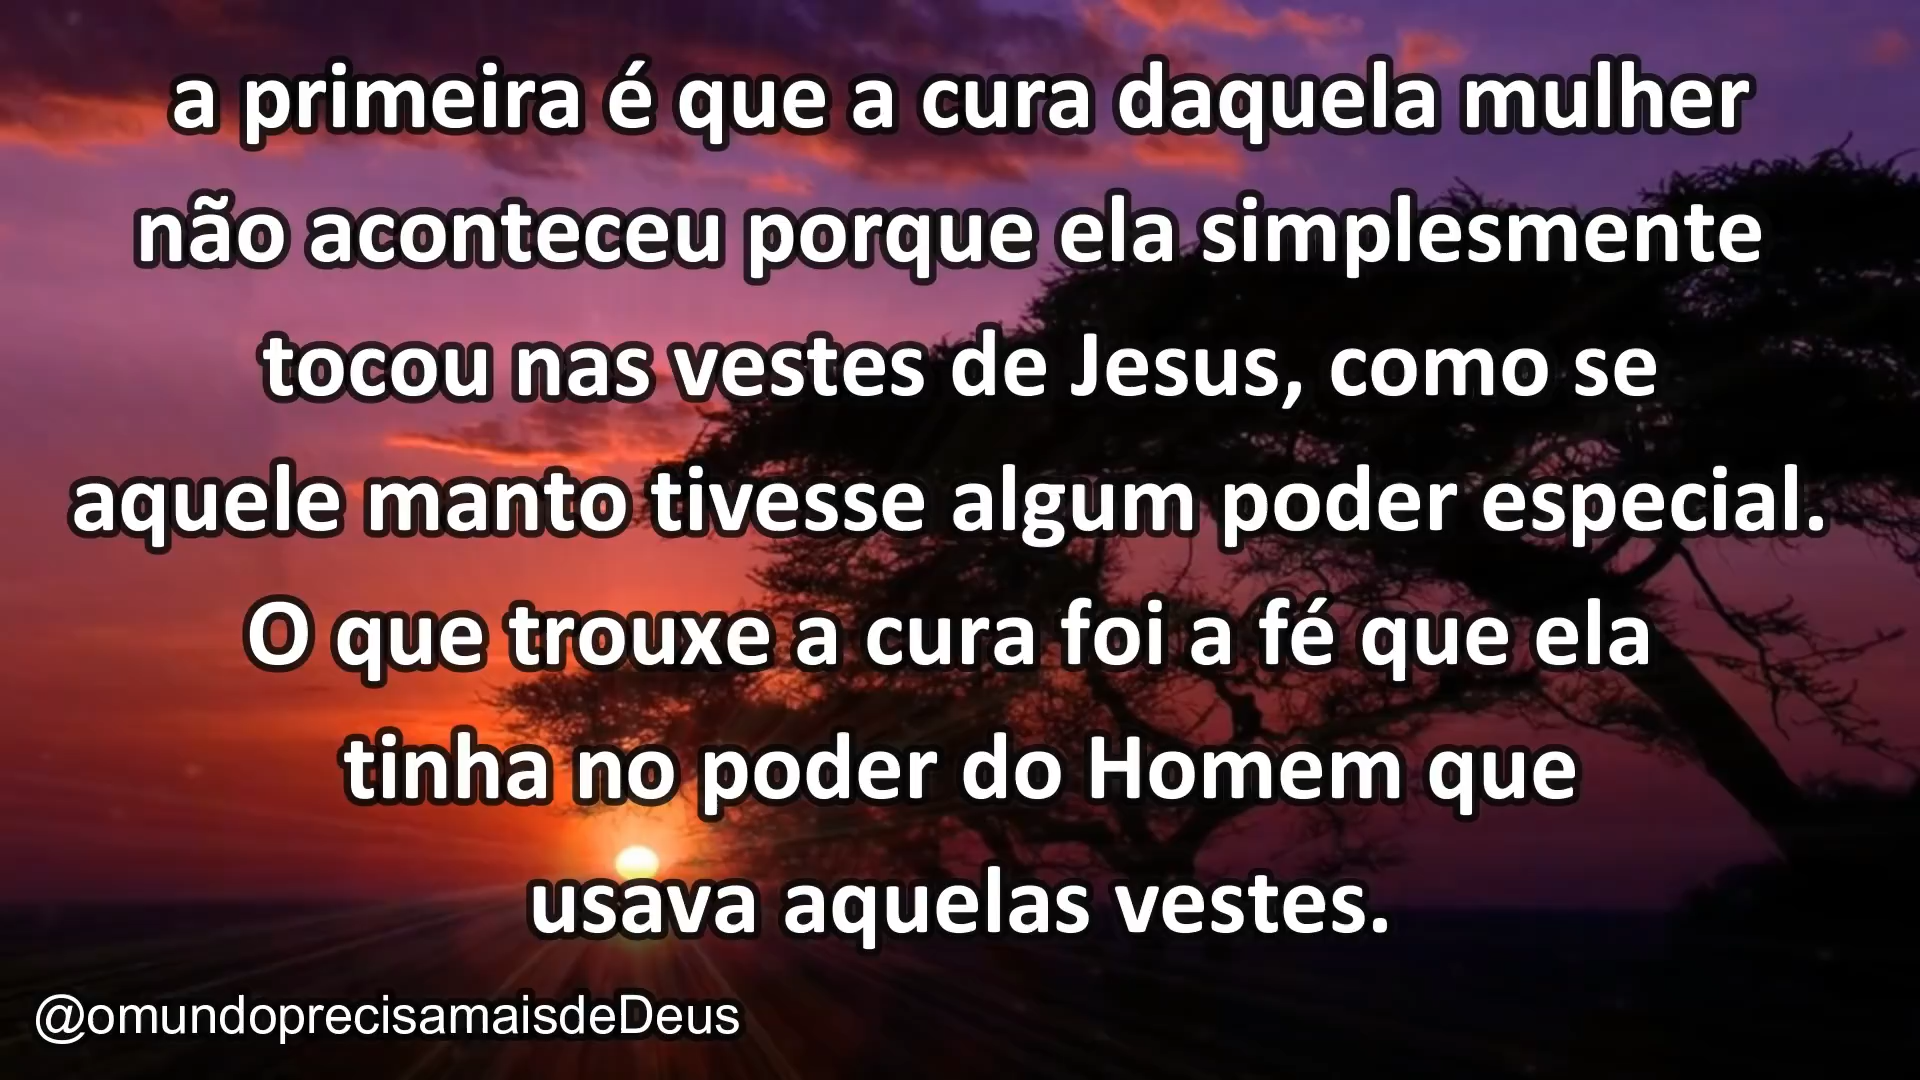 a primeira é que a cura daquela mulher
não aconteceu porque ela simplesmente
tocou nas vestes de Jesus, como se
aquele manto tivesse algum poder especial.
O que trouxe a cura foi a fé que ela
tinha no poder do Homem que
usava aquelas vestes.
@omundoprecisamaisdeDeus